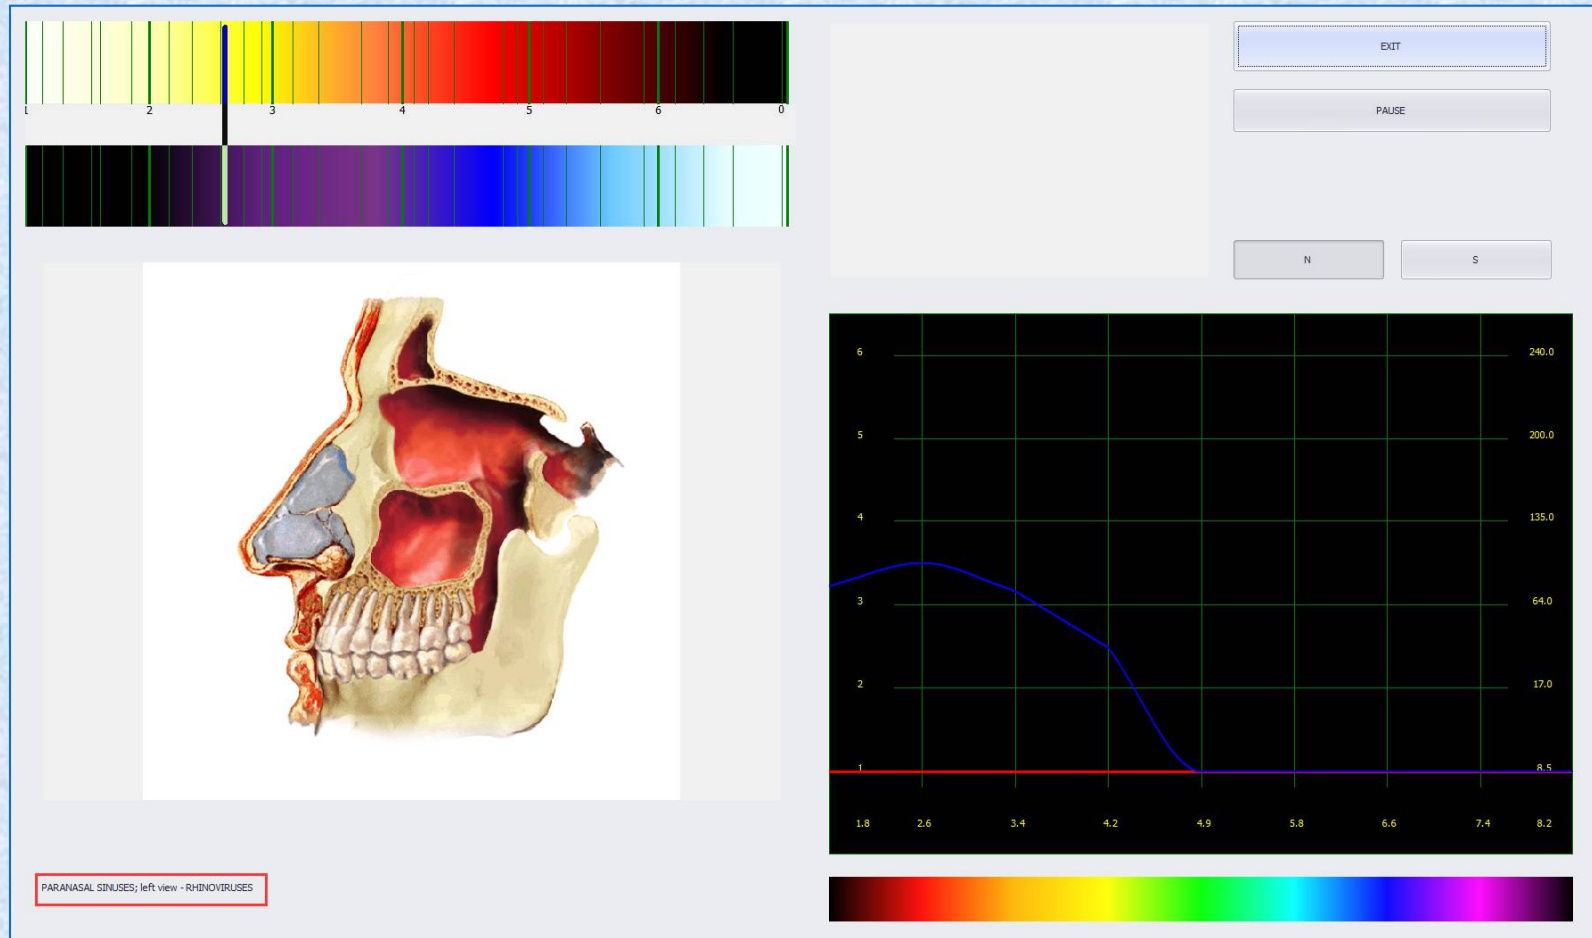 1 2 3 4 5 6 0
EXIT
PAUSE
N S
6 240.0
5 200.0
4 135.0
3 64.0
2 17.0
1 8.5
1.8 2.6 3.4 4.2 4.9 5.8 6.6 7.4 8.2
PARANASAL SINUSES; left view - RHINOVIRUSES